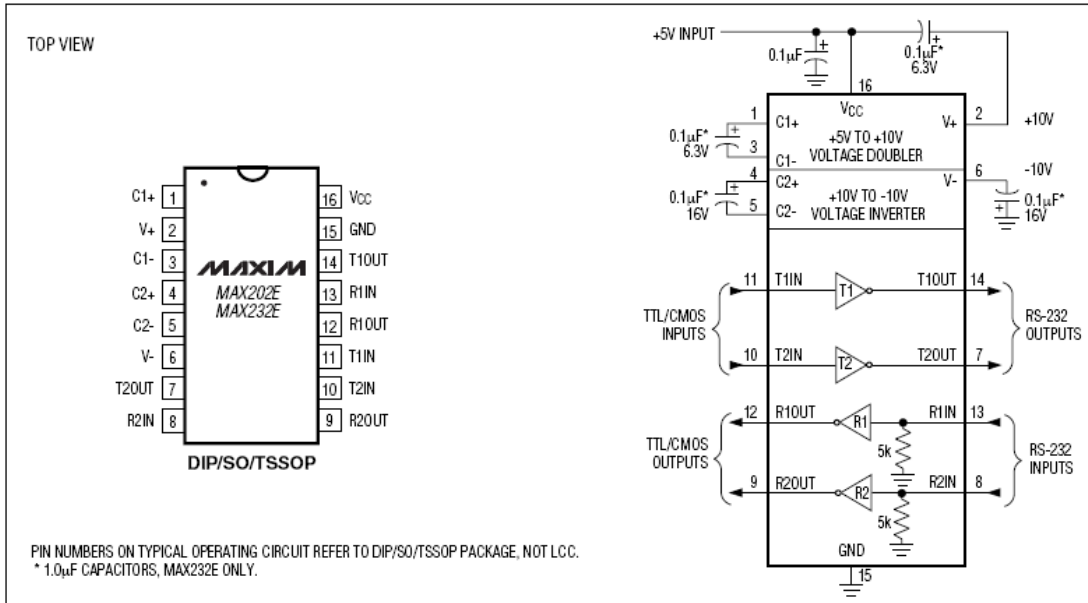 TOP VIEW
C1+ 1
V+ 2
C1- 3
C2+ 4
C2- 5
V- 6
T2OUT 7
R2IN 8
16 VCC
15 GND
14 T1OUT
13 R1IN
12 R1OUT
11 T1IN
10 T2IN
9 R2OUT
MAXIM
MAX202E
MAX232E
DIP/SO/TSSOP
+5V INPUT
0.1µF
0.1µF*
6.3V
16
VCC
1
C1+
0.1µF*
6.3V
3
C1-
+5V TO +10V
VOLTAGE DOUBLER
V+
2
+10V
4
C2+
0.1µF*
16V
5
C2-
+10V TO -10V
VOLTAGE INVERTER
V-
6
-10V
0.1µF*
16V
TTL/CMOS
INPUTS
11 T1IN T1 T1OUT 14
10 T2IN T2 T2OUT 7
RS-232
OUTPUTS
TTL/CMOS
OUTPUTS
12 R1OUT R1 R1IN 13
5k
9 R2OUT R2 R2IN 8
5k
RS-232
INPUTS
GND
15
PIN NUMBERS ON TYPICAL OPERATING CIRCUIT REFER TO DIP/SO/TSSOP PACKAGE, NOT LCC.
* 1.0µF CAPACITORS, MAX232E ONLY.